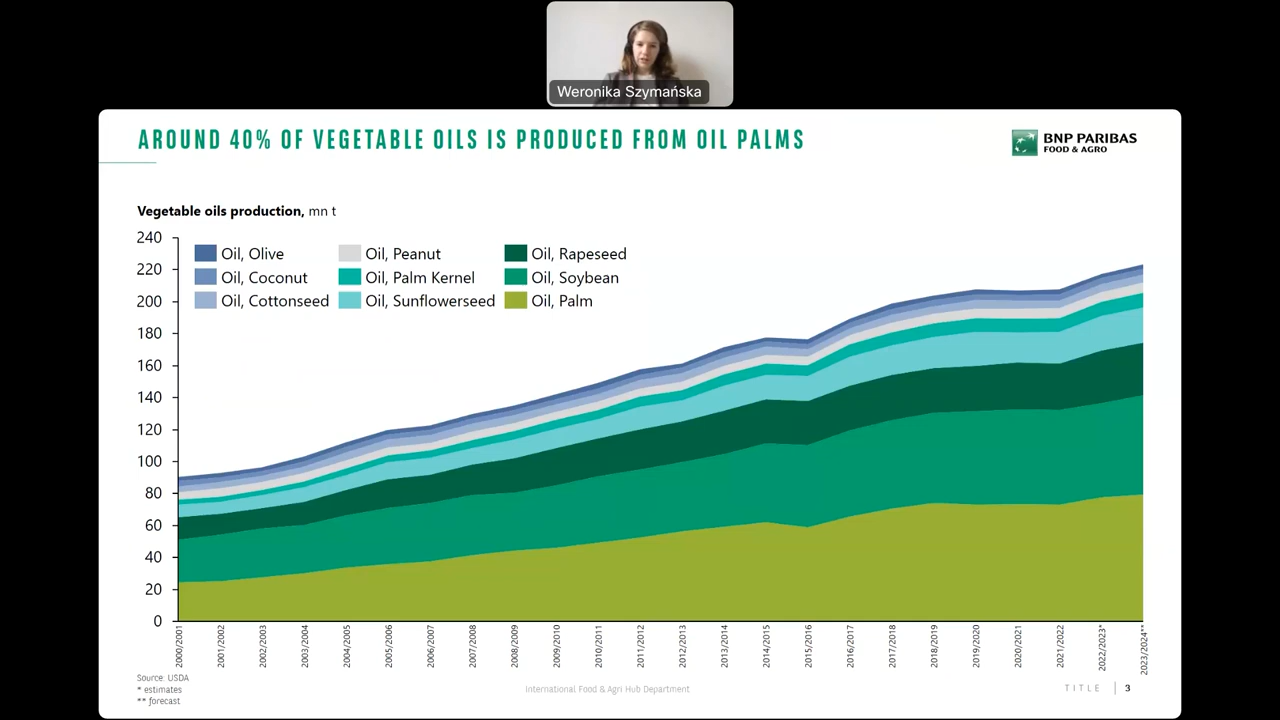 Weronika Szymańska
AROUND 40% OF VEGETABLE OILS IS PRODUCED FROM OIL PALMS
BNP PARIBAS
FOOD & AGRO
Vegetable oils production, mn t
240
220
200
180
160
140
120
100
80
60
40
20
0
Oil, Olive
Oil, Peanut
Oil, Rapeseed
Oil, Coconut
Oil, Palm Kernel
Oil, Soybean
Oil, Cottonseed
Oil, Sunflowerseed
Oil, Palm
2000/2001
2001/2002
2002/2003
2003/2004
2004/2005
2005/2006
2006/2007
2007/2008
2008/2009
2009/2010
2010/2011
2011/2012
2012/2013
2013/2014
2014/2015
2015/2016
2016/2017
2017/2018
2018/2019
2019/2020
2020/2021
2021/2022
2022/2023*
2023/2024**
Source: USDA
* estimates
** forecast
International Food & Agri Hub Department
TITLE
3